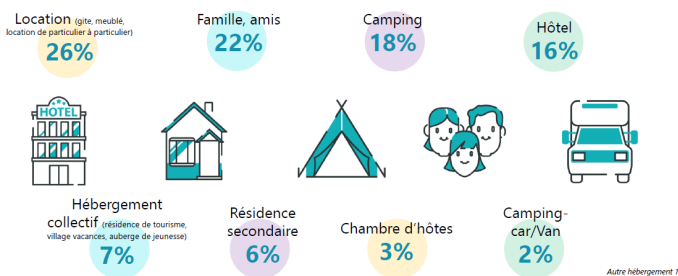 Location (gite, meublé,
location de particulier à particulier)
26%
Famille, amis
22%
Camping
18%
Hôtel
16%
HOTEL
Hébergement
collectif (résidence de tourisme,
village vacances, auberge de jeunesse)
7%
Résidence
secondaire
6%
Chambre d'hôtes
3%
Camping-
car/Van
2%
Autre hébergement 1